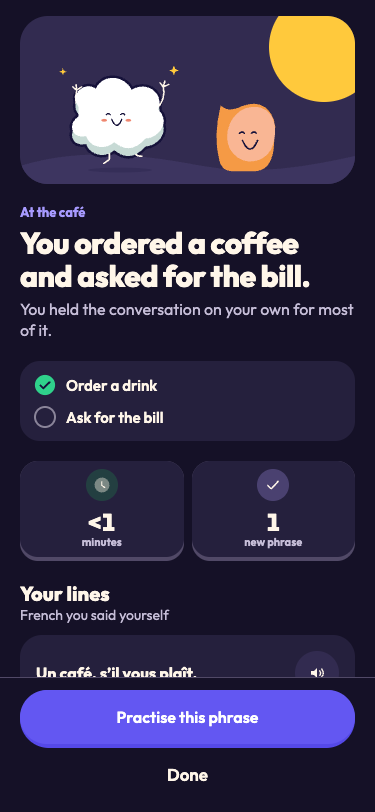 At the café
You ordered a coffee
and asked for the bill.
You held the conversation on your own for most
of it.
Order a drink
Ask for the bill
<1
minutes
1
new phrase
Your lines
French you said yourself
Un café, s'il vous plaît.
Practise this phrase
Done